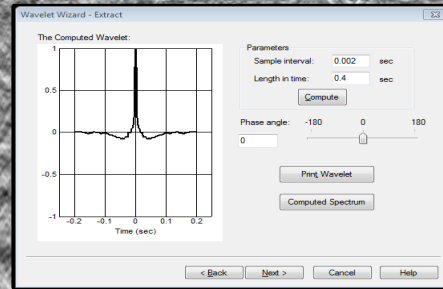 Wavelet Wizard - Extract
The Computed Wavelet:
1
0.5
0
-0.5
-1
-0.2 -0.1 0 0.1 0.2
Time (sec)
Parameters
Sample interval: 0.002 sec
Length in time: 0.4 sec
Compute
Phase angle: -180 0 180
0
Print Wavelet
Computed Spectrum
< Back Next > Cancel Help